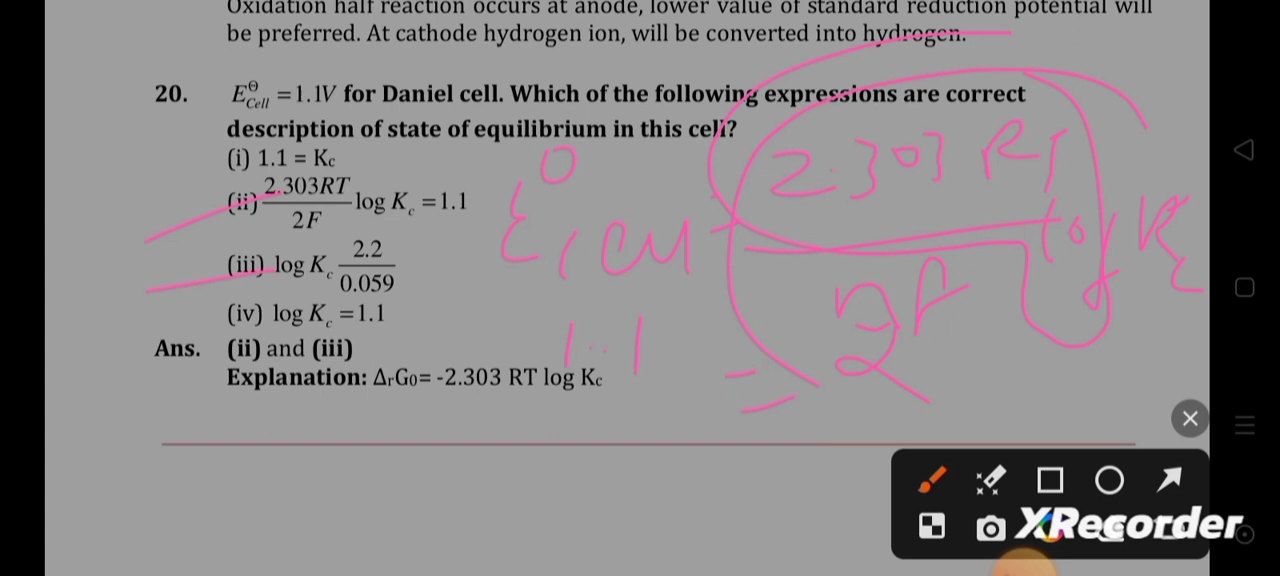 Oxidation half reaction occurs at anode, lower value of standard reduction potential will
be preferred. At cathode hydrogen ion, will be converted into hydrogen.
20. E⊖Cell =1.1V for Daniel cell. Which of the following expressions are correct
description of state of equilibrium in this cell?
(i) 1.1 = Kc
(ii) 2.303RT/2F log Kc =1.1
(iii) log Kc 2.2/0.059
(iv) log Kc =1.1
Ans. (ii) and (iii)
Explanation: ΔrG0= -2.303 RT log Kc
2.303 RT
2F
1.1 =
XRecorder